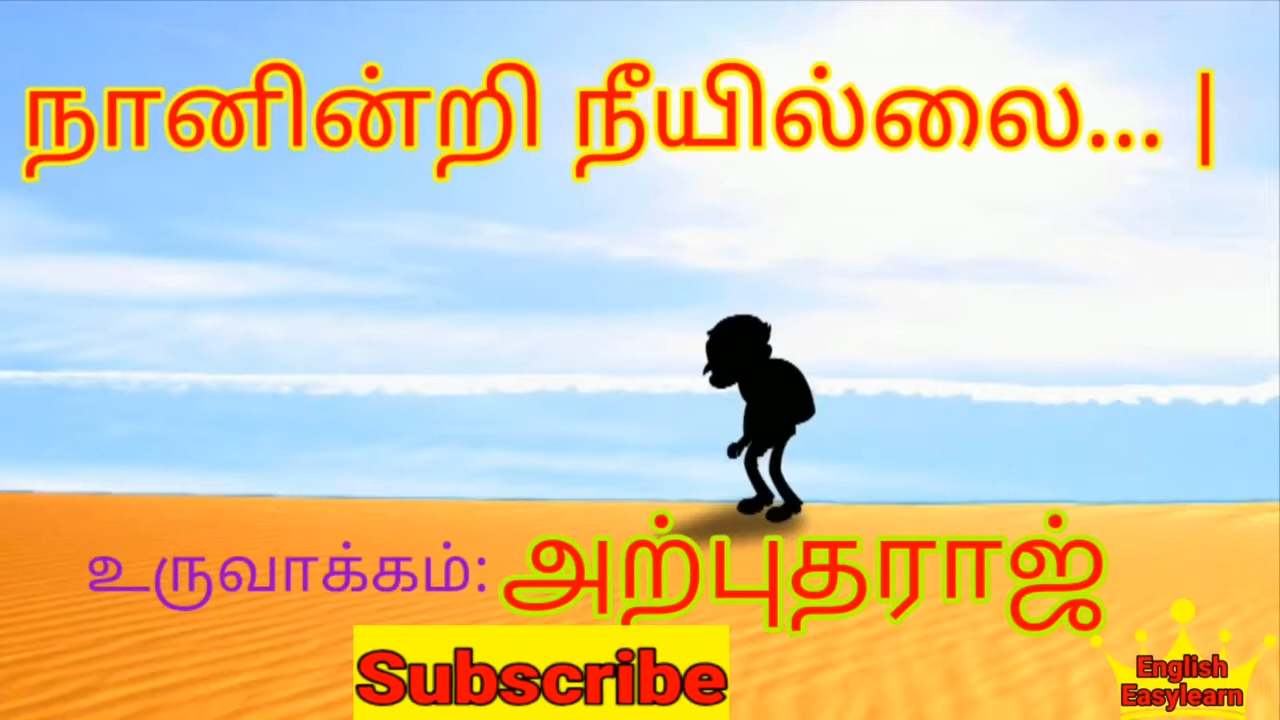 நானின்றி நீயில்லை... |
உருவாக்கம்: அற்புதராஜ்
Subscribe
English
Easylearn